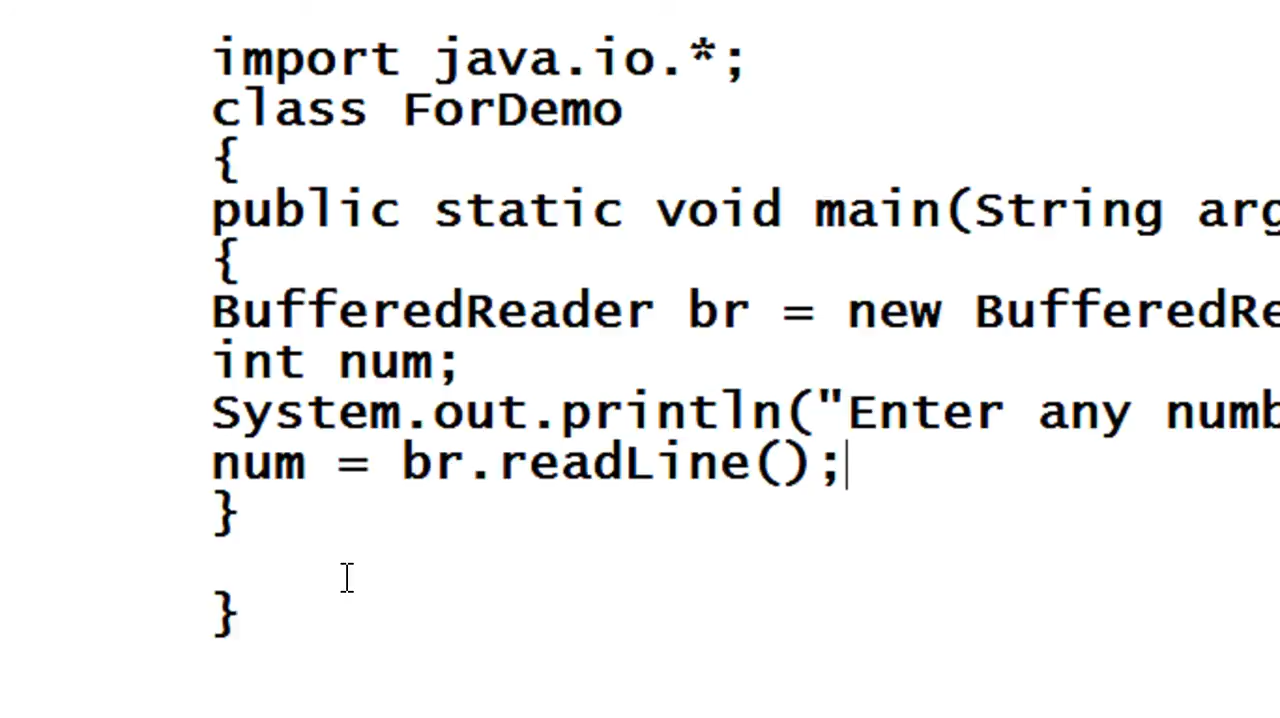 import java.io.*;
class ForDemo
{
public static void main(String arg
{
BufferedReader br = new BufferedRe
int num;
System.out.println("Enter any numb
num = br.readLine();
}
}